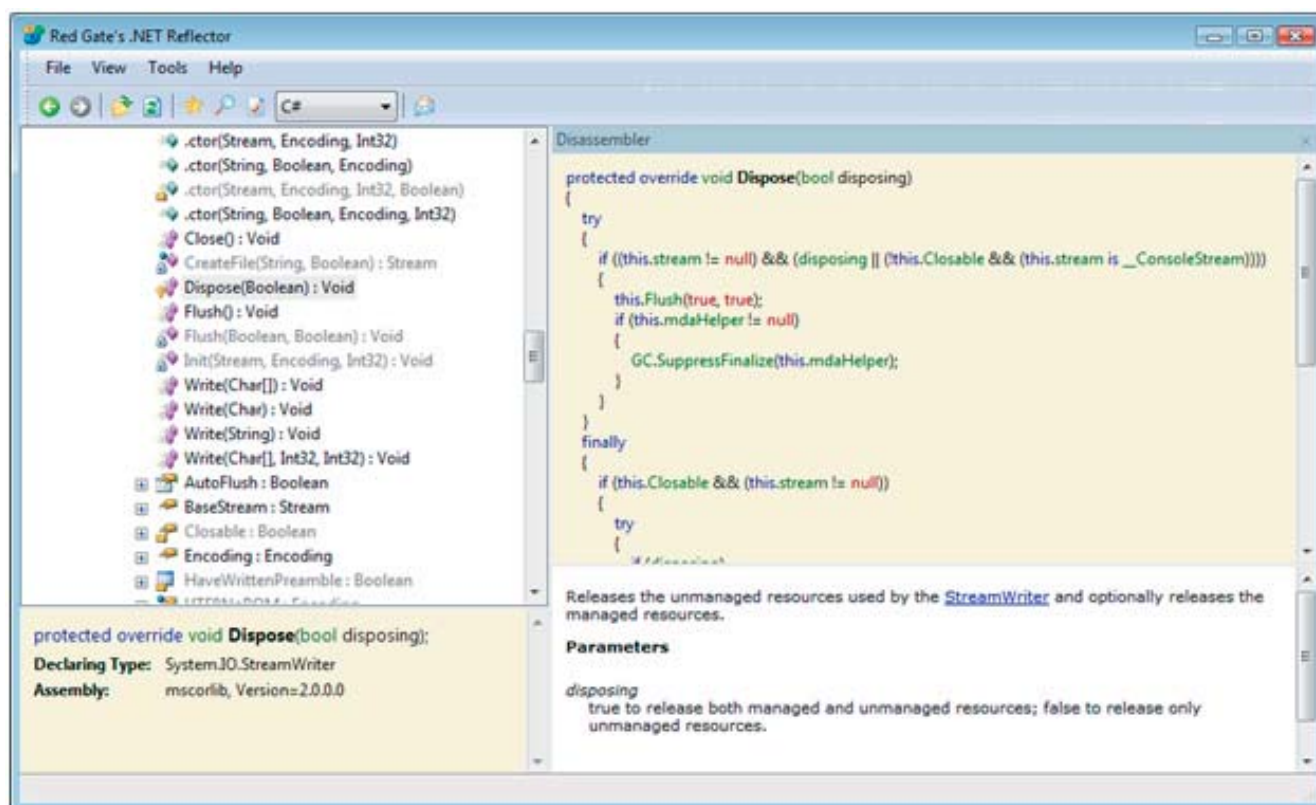 Red Gate's .NET Reflector
File View Tools Help
C#
.ctor(Stream, Encoding, Int32)
.ctor(String, Boolean, Encoding)
.ctor(Stream, Encoding, Int32, Boolean)
.ctor(String, Boolean, Encoding, Int32)
Close() : Void
CreateFile(String, Boolean) : Stream
Dispose(Boolean) : Void
Flush() : Void
Flush(Boolean, Boolean) : Void
Init(Stream, Encoding, Int32) : Void
Write(Char[]) : Void
Write(Char) : Void
Write(String) : Void
Write(Char[], Int32, Int32) : Void
AutoFlush : Boolean
BaseStream : Stream
Closable : Boolean
Encoding : Encoding
HaveWrittenPreamble : Boolean
protected override void Dispose(bool disposing);
Declaring Type: System.IO.StreamWriter
Assembly: mscorlib, Version=2.0.0.0
Disassembler
protected override void Dispose(bool disposing)
{
try
{
if ((this.stream != null) && (disposing || (!this.Closable && (this.stream is __ConsoleStream))))
{
this.Flush(true, true);
if (this.mdaHelper != null)
{
GC.SuppressFinalize(this.mdaHelper);
}
}
}
finally
{
if (this.Closable && (this.stream != null))
{
try
{
Releases the unmanaged resources used by the StreamWriter and optionally releases the
managed resources.
Parameters
disposing
true to release both managed and unmanaged resources; false to release only
unmanaged resources.